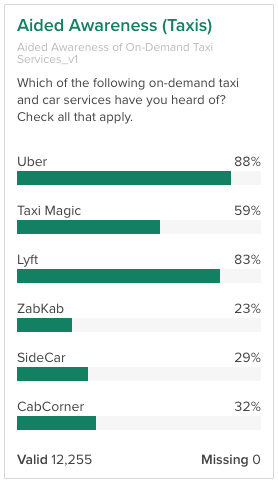 Aided Awareness (Taxis)
Aided Awareness of On-Demand Taxi
Services_v1
Which of the following on-demand taxi
and car services have you heard of?
Check all that apply.
Uber 88%
Taxi Magic 59%
Lyft 83%
ZabKab 23%
SideCar 29%
CabCorner 32%
Valid 12,255 Missing 0